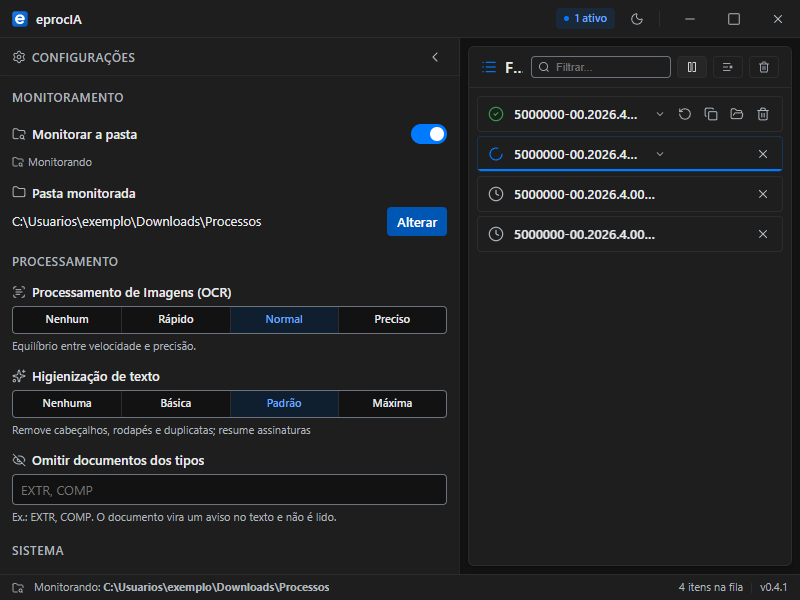 e eprocIA
1 ativo
CONFIGURAÇÕES
MONITORAMENTO
Monitorar a pasta
Monitorando
Pasta monitorada
C:\Usuarios\exemplo\Downloads\Processos
Alterar
PROCESSAMENTO
Processamento de Imagens (OCR)
Nenhum Rápido Normal Preciso
Equilíbrio entre velocidade e precisão.
Higienização de texto
Nenhuma Básica Padrão Máxima
Remove cabeçalhos, rodapés e duplicatas; resume assinaturas
Omitir documentos dos tipos
EXTR, COMP
Ex.: EXTR, COMP. O documento vira um aviso no texto e não é lido.
SISTEMA
F... Filtrar...
5000000-00.2026.4...
5000000-00.2026.4...
5000000-00.2026.4.00...
5000000-00.2026.4.00...
Monitorando: C:\Usuarios\exemplo\Downloads\Processos
4 itens na fila v0.4.1